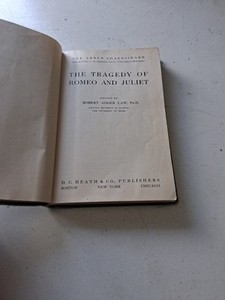 THE ARDEN SHAKESPEARE
THE TRAGEDY OF
ROMEO AND JULIET
EDITED BY
ROBERT ADGER LAW, Ph.D.
D. C. HEATH & CO., PUBLISHERS
BOSTON NEW YORK CHICAGO